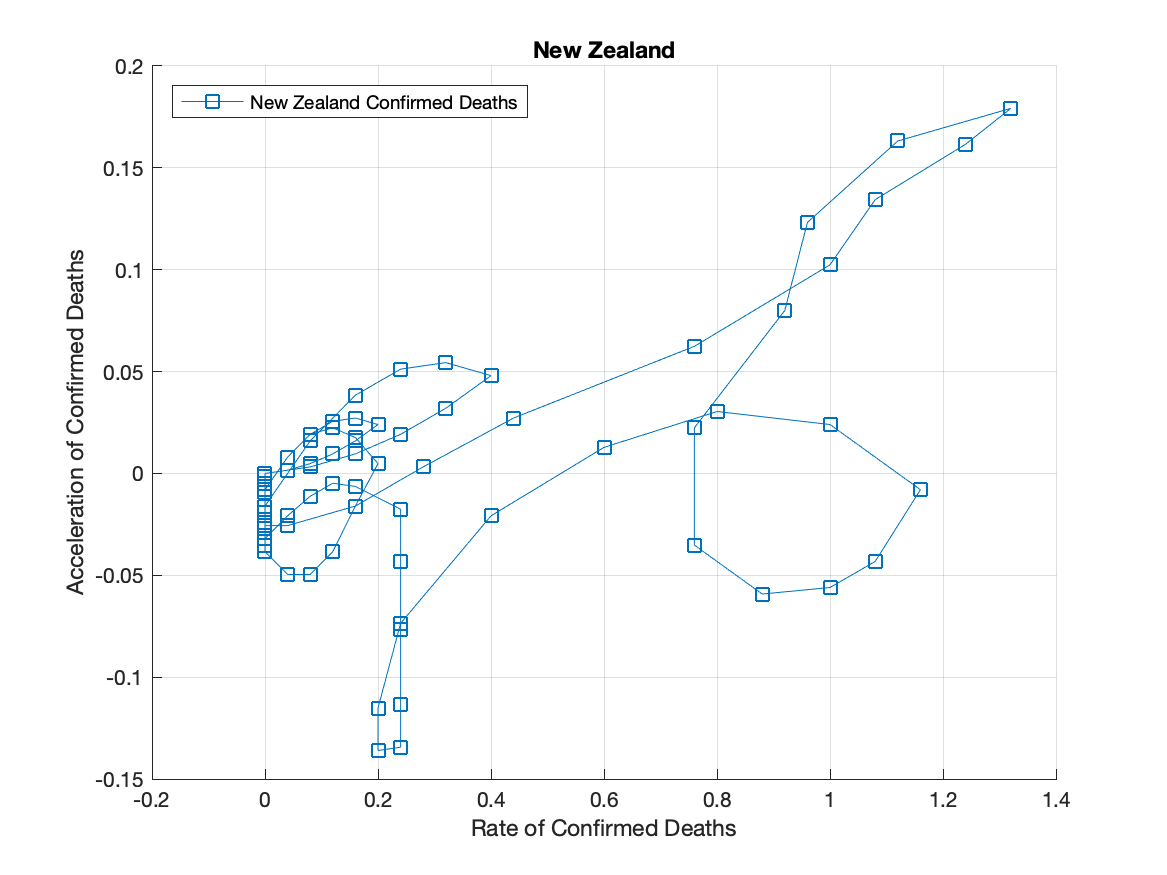 New Zealand
0.2
New Zealand Confirmed Deaths
0.15
0.1
0.05
0
-0.05
-0.1
-0.15
Acceleration of Confirmed Deaths
-0.2 0 0.2 0.4 0.6 0.8 1 1.2 1.4
Rate of Confirmed Deaths